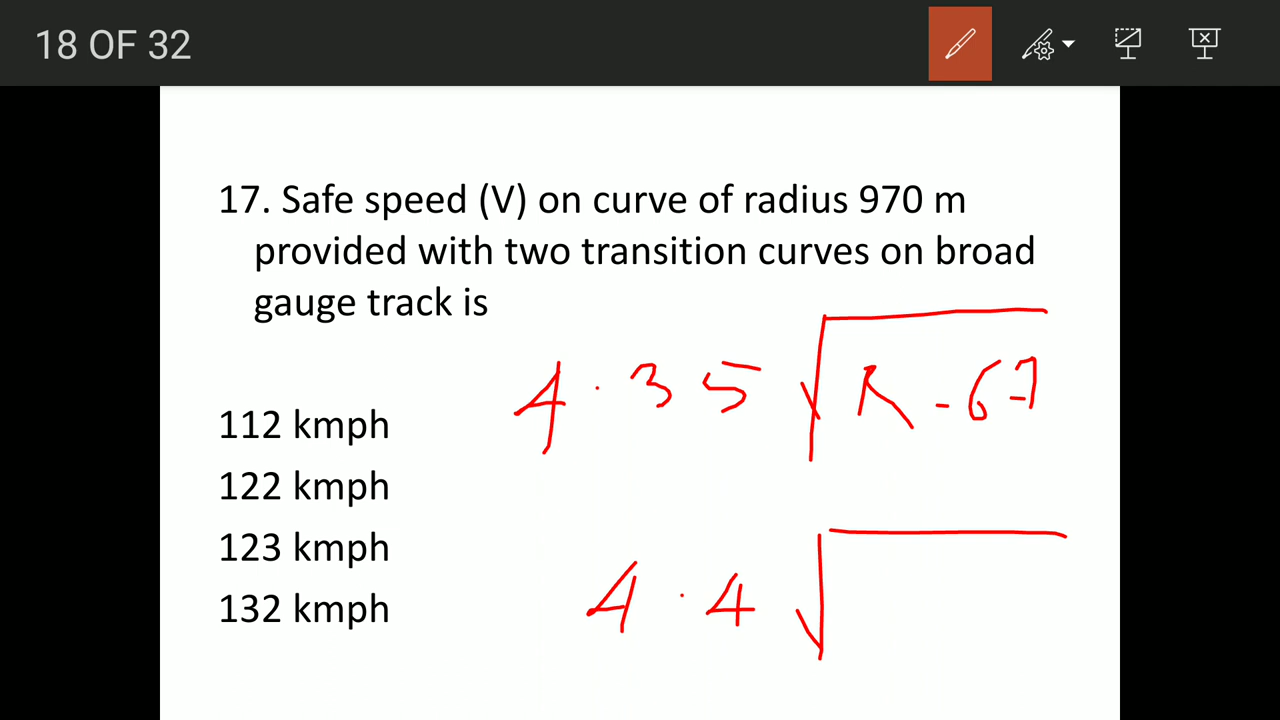 18 OF 32
17. Safe speed (V) on curve of radius 970 m
provided with two transition curves on broad
gauge track is
4.35 √R-67
112 kmph
122 kmph
123 kmph
4.4 √
132 kmph